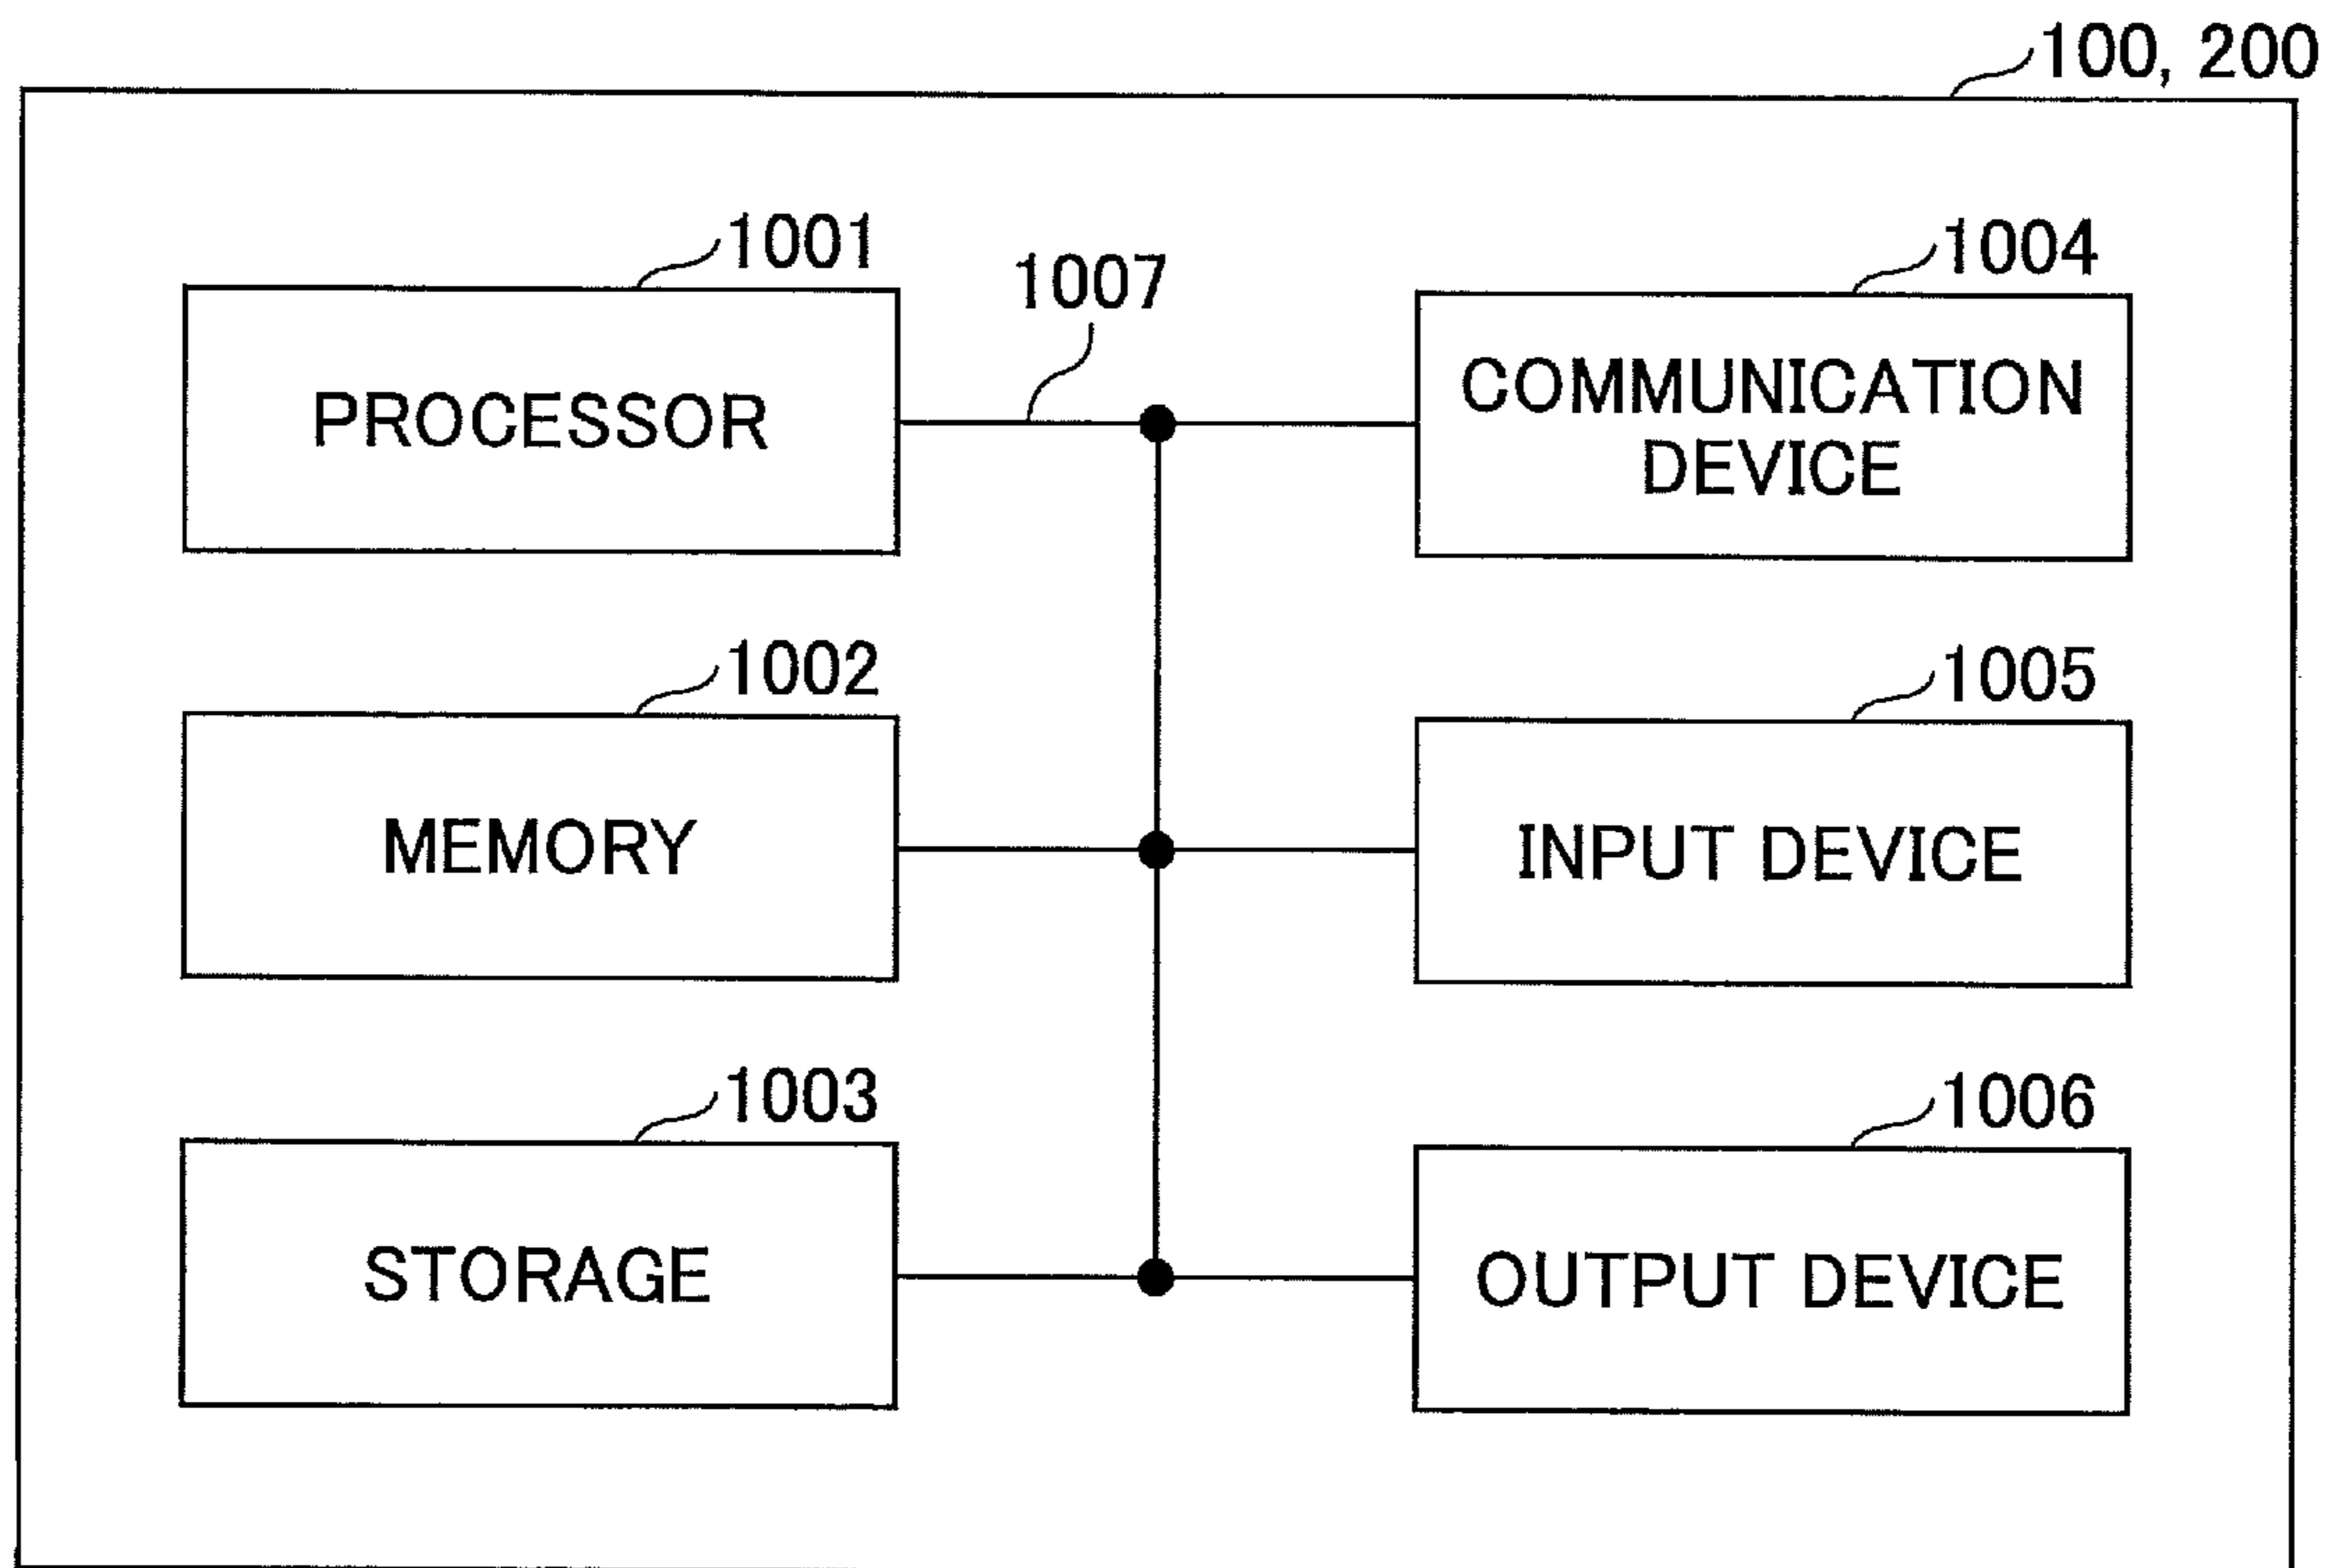 100, 200
1001
1007
1004
PROCESSOR
COMMUNICATION
DEVICE
1002
1005
MEMORY
INPUT DEVICE
1003
1006
STORAGE
OUTPUT DEVICE